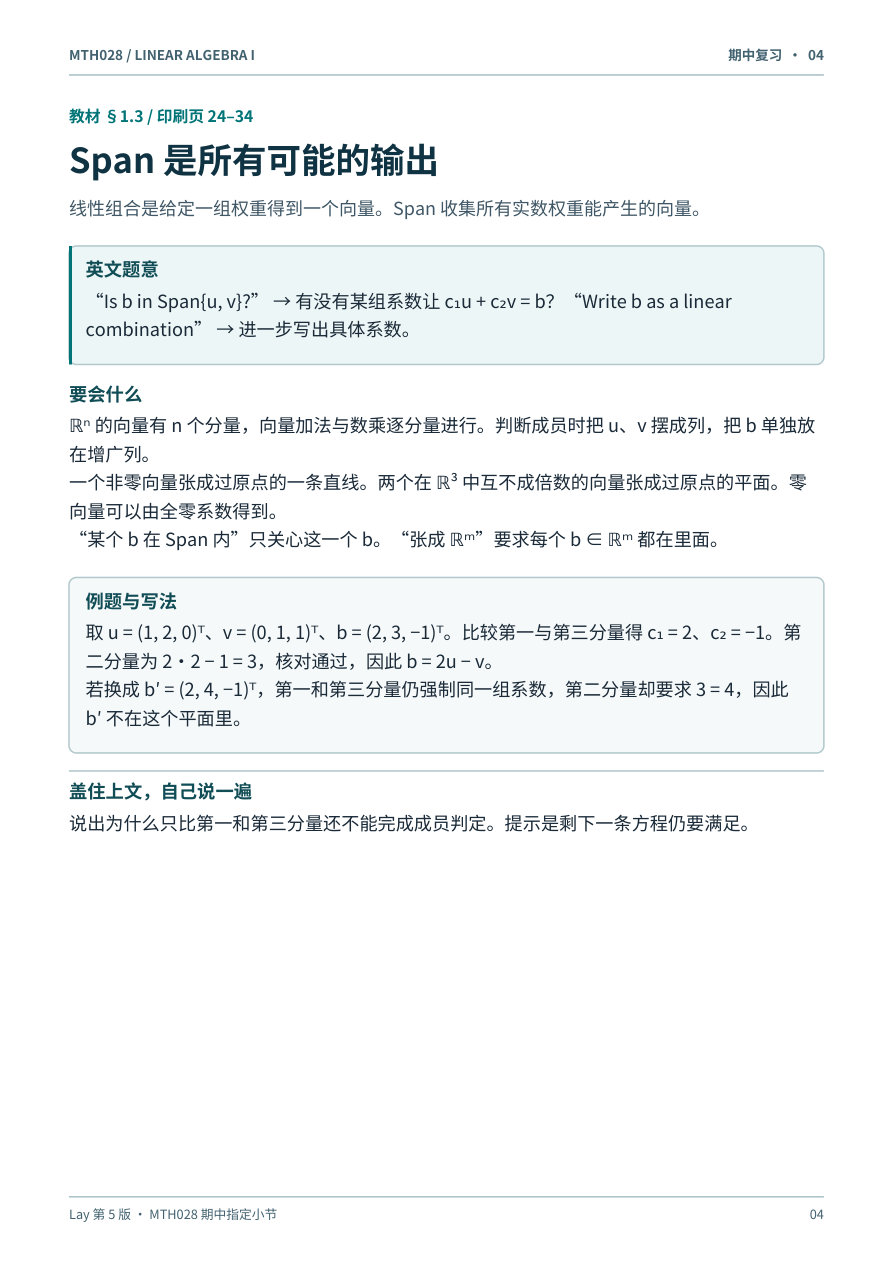 MTH028 / LINEAR ALGEBRA I
期中复习 · 04
教材 §1.3 / 印刷页 24–34
Span 是所有可能的输出
线性组合是给定一组权重得到一个向量。Span 收集所有实数权重能产生的向量。
英文题意
“Is b in Span{u, v}?” → 有没有某组系数让 c₁u + c₂v = b? “Write b as a linear
combination” → 进一步写出具体系数。
要会什么
ℝⁿ 的向量有 n 个分量，向量加法与数乘逐分量进行。判断成员时把 u、v 摆成列，把 b 单独放
在增广列。
一个非零向量张成过原点的一条直线。两个在 ℝ³ 中互不成倍数的向量张成过原点的平面。零
向量可以由全零系数得到。
“某个 b 在 Span 内”只关心这一个 b。“张成 ℝᵐ”要求每个 b ∈ ℝᵐ 都在里面。
例题与写法
取 u = (1, 2, 0)ᵀ、v = (0, 1, 1)ᵀ、b = (2, 3, −1)ᵀ。比较第一与第三分量得 c₁ = 2、c₂ = −1。第
二分量为 2·2 − 1 = 3，核对通过，因此 b = 2u − v。
若换成 b′ = (2, 4, −1)ᵀ，第一和第三分量仍强制同一组系数，第二分量却要求 3 = 4，因此
b′ 不在这个平面里。
盖住上文，自己说一遍
说出为什么只比第一和第三分量还不能完成成员判定。提示是剩下一条方程仍要满足。
Lay 第 5 版 · MTH028 期中指定小节
04